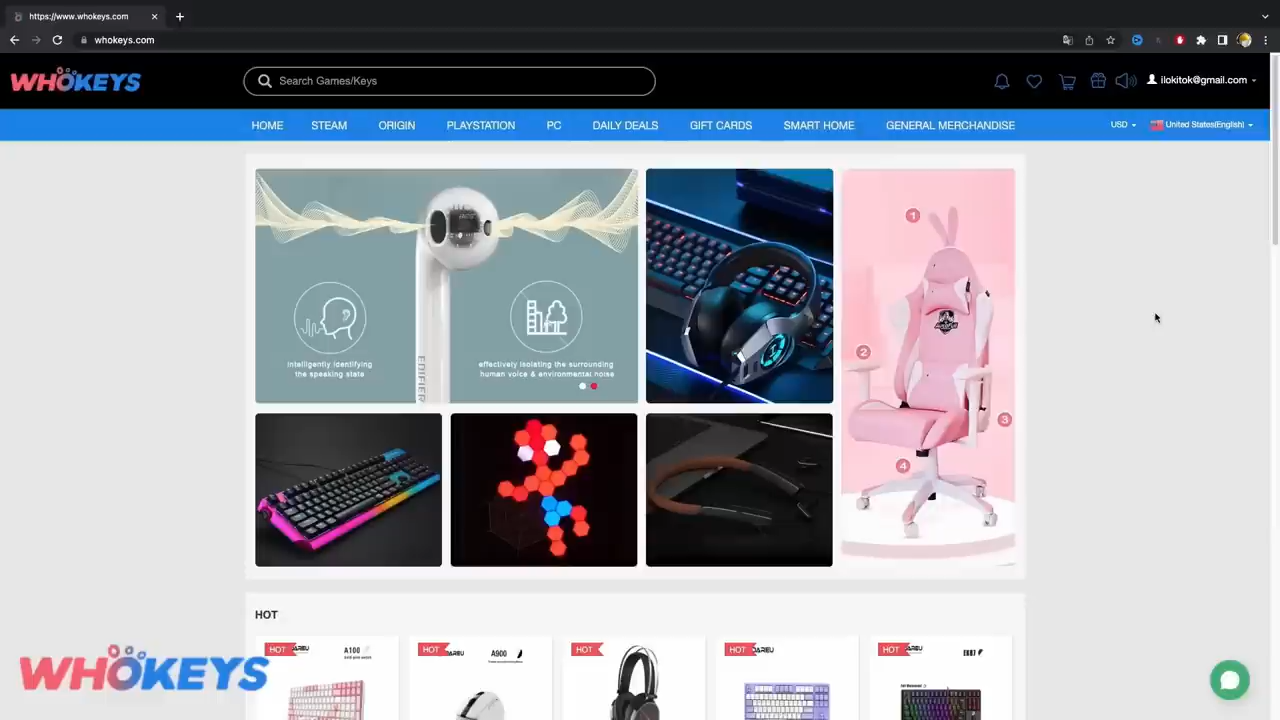 https://www.whokeys.com
whokeys.com
WHOKEYS
Search Games/Keys
ilokitok@gmail.com
HOME STEAM ORIGIN PLAYSTATION PC DAILY DEALS GIFT CARDS SMART HOME GENERAL MERCHANDISE
USD United States(English)
intelligently identifying
the speaking state
EDIFIER
effectively isolating the surrounding
human voice & environmental noise
1
2
3
4
HOT
HOT A100
HOT A900
HOT
HOT
HOT
WHOKEYS